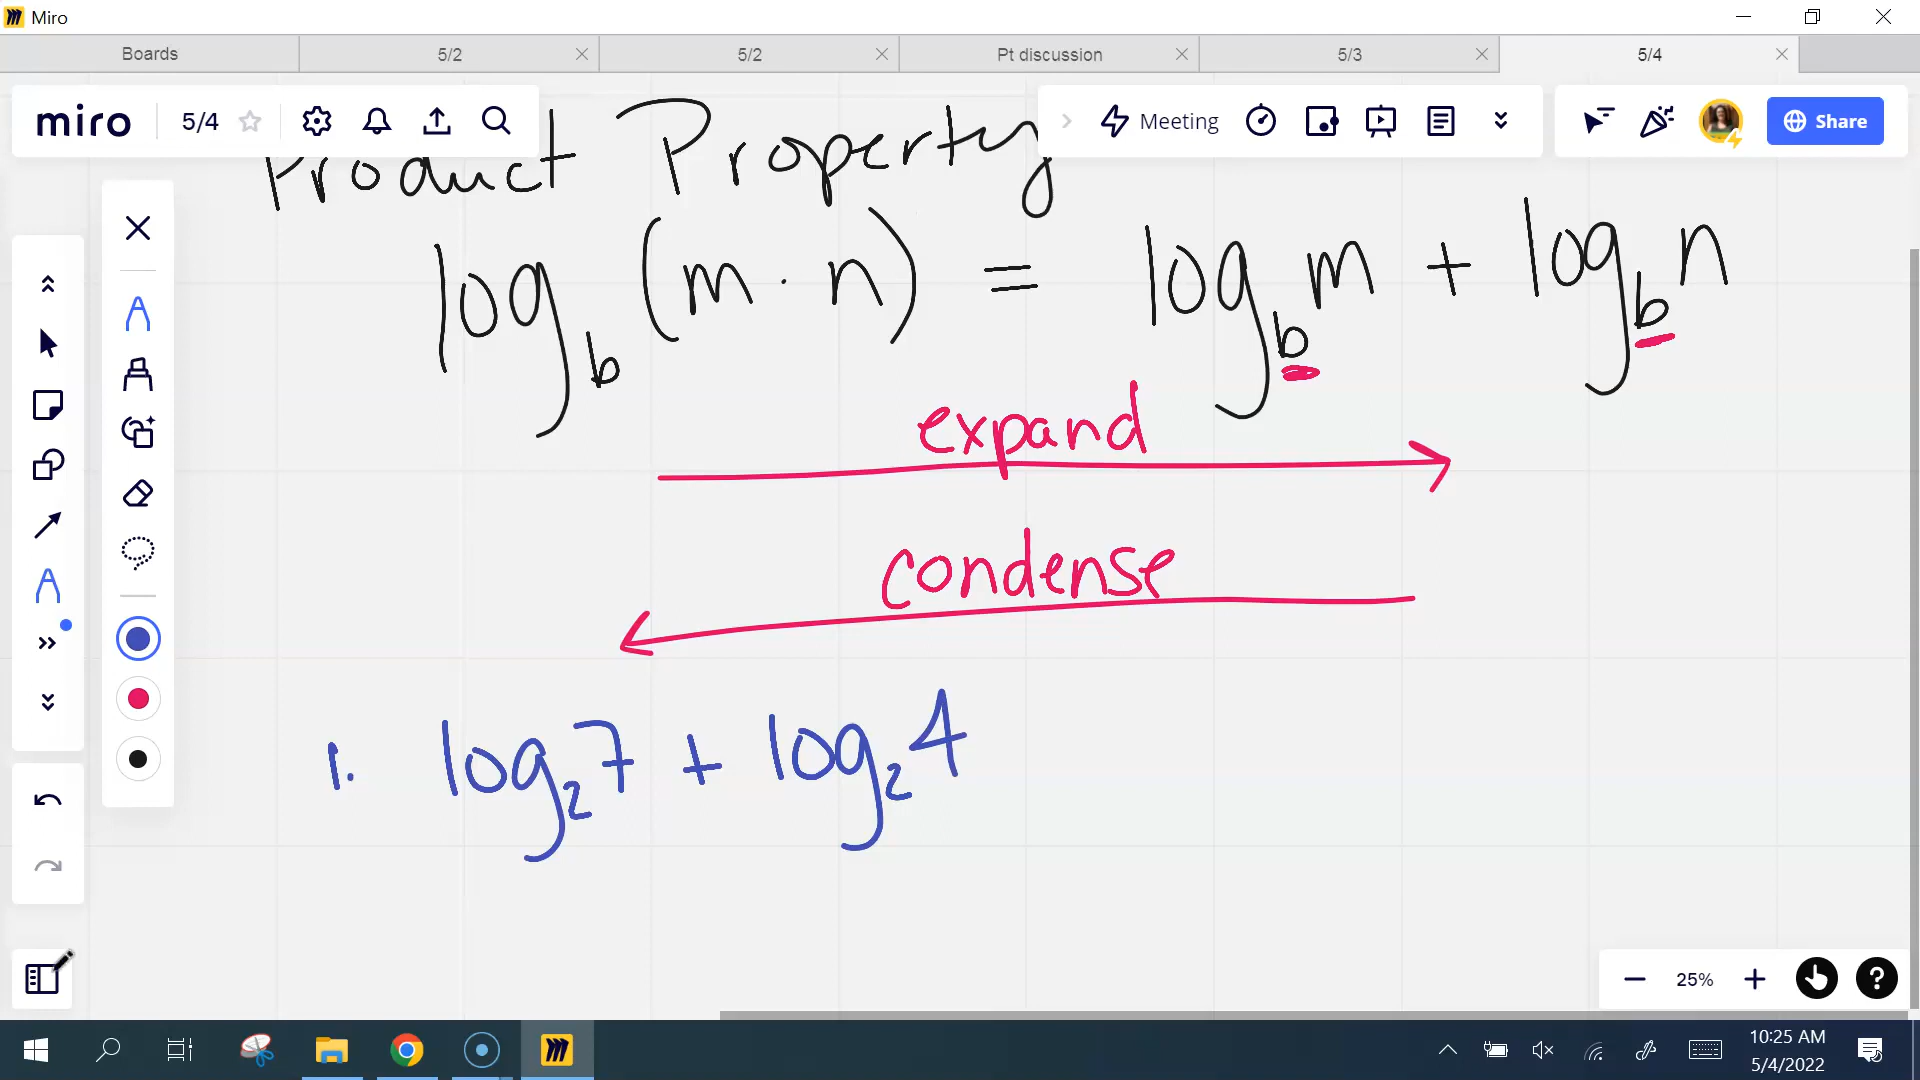 Miro
Boards 5/2 5/2 Pt discussion 5/3 5/4
miro 5/4 Meeting Share
Product Property
log_b (m · n) = log_b m + log_b n
expand
condense
1. log_2 7 + log_2 4
25%
10:25 AM
5/4/2022